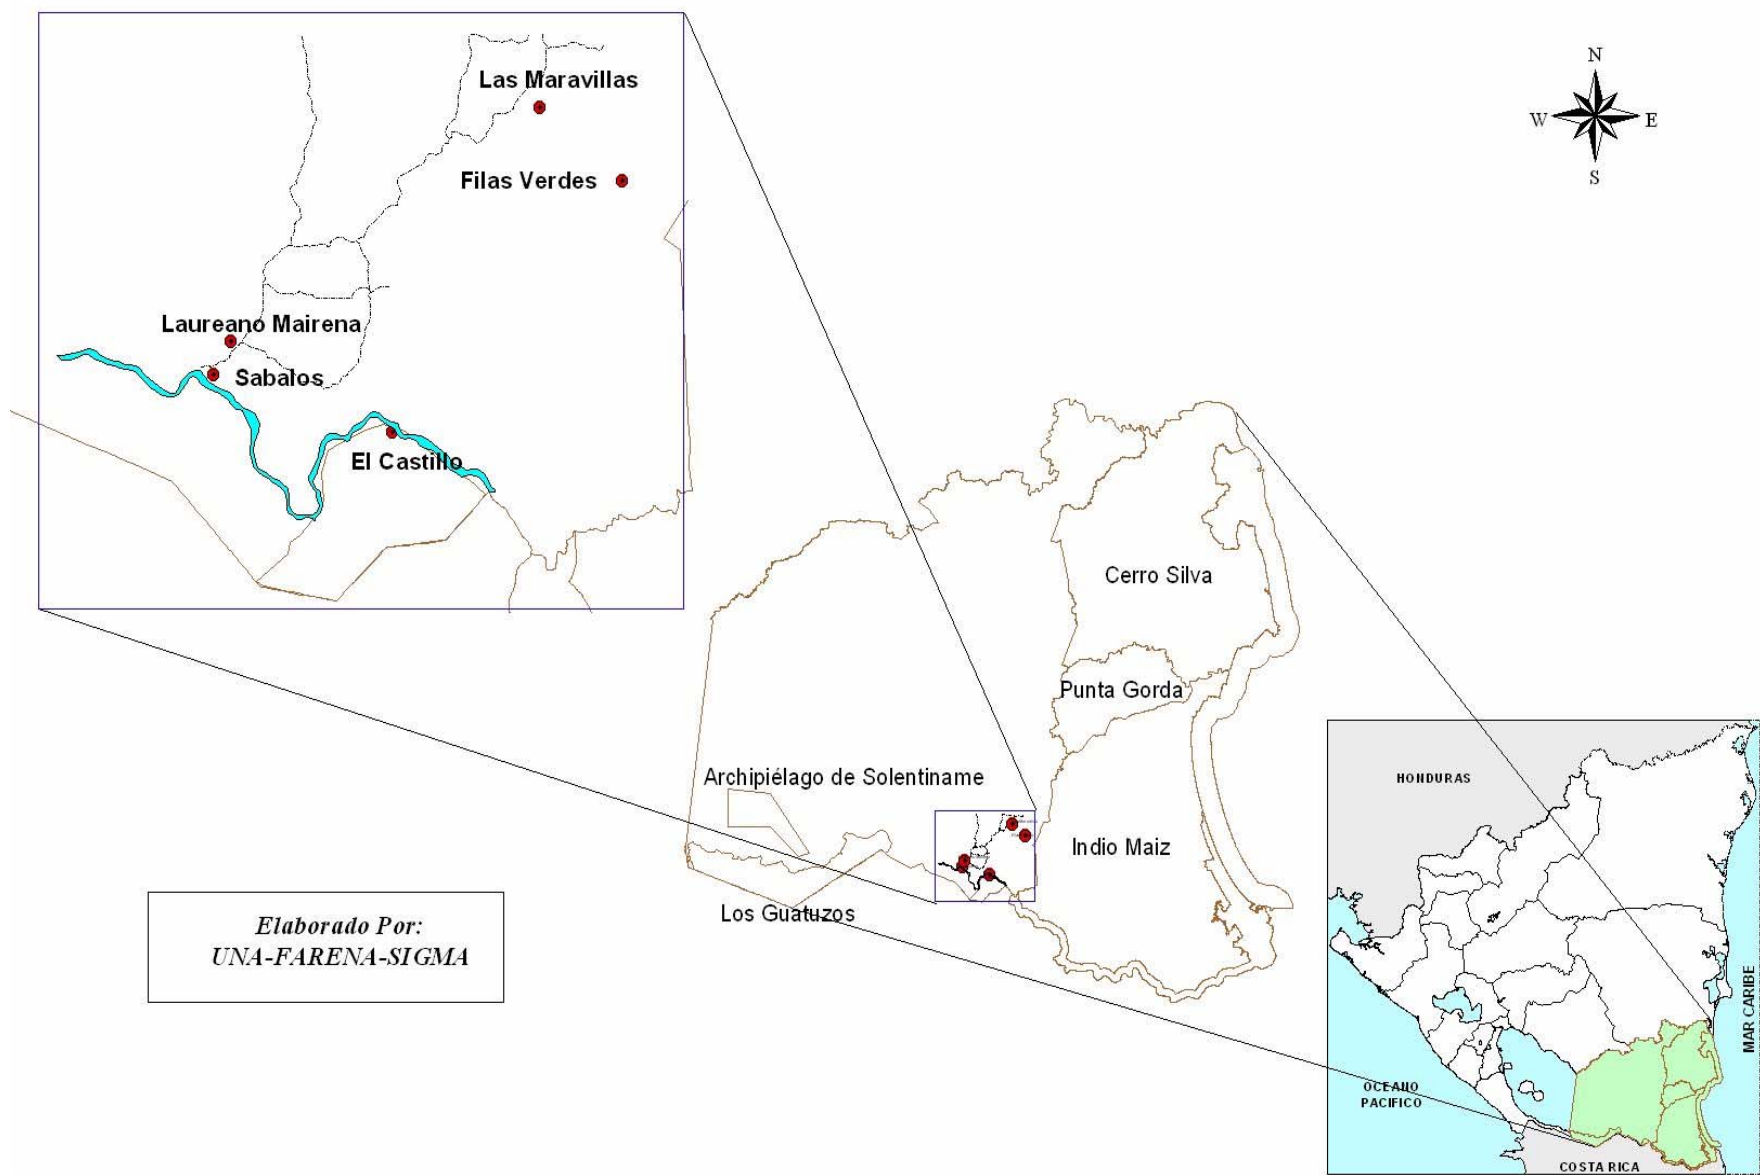 Las Maravillas
Filas Verdes
Laureano Mairena
Sabalos
El Castillo
N
W
E
S
Cerro Silva
Punta Gorda
Archipiélago de Solentiname
Indio Maiz
Los Guatuzos
Elaborado Por:
UNA-FARENA-SIGMA
HONDURAS
MAR CARIBE
OCEANO
PACIFICO
COSTA RICA